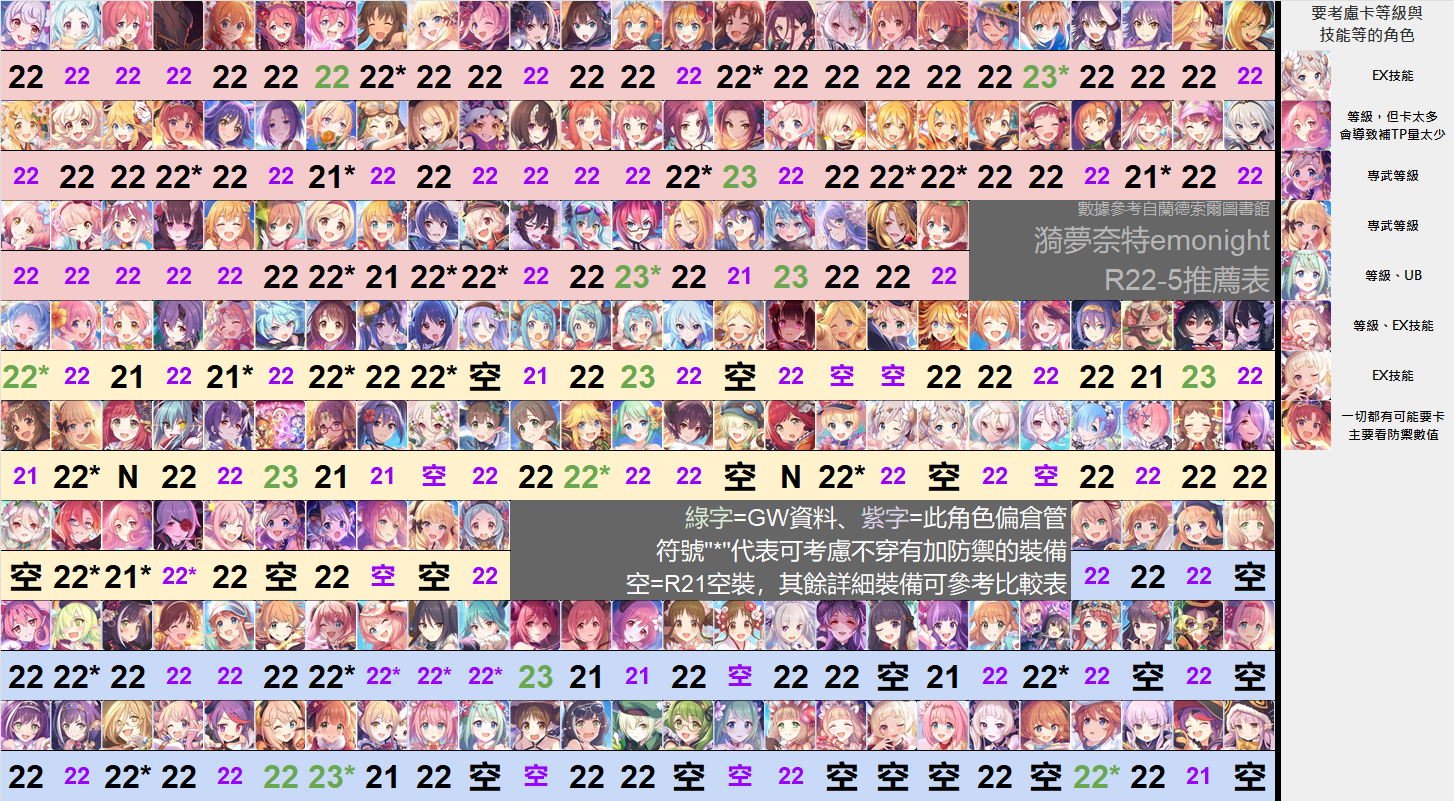 要考慮卡等級與
技能等的角色
22 22 22 22 22 22 22 22* 22 22 22 22 22 22 22* 22 22 22 22 22 23* 22 22 22 22
EX技能
等級，但卡太多
會導致補TP量太少
22 22 22 22* 22 22 21* 22 22 22 22 22 22 22* 23 22 22 22* 22* 22 22 22 21* 22 22
專武等級
數據參考自蘭德索爾圖書館
漪夢奈特emonight
R22-5推薦表
專武等級
22 22 22 22 22 22 22* 21 22* 22* 22 22 23* 22 21 23 22 22 22
等級、UB
等級、EX技能
22* 22 21 22 21* 22 22* 22 22* 空 21 22 23 22 空 22 空 空 22 22 22 22 21 23 22
EX技能
一切都有可能要卡
主要看防禦數值
21 22* N 22 22 23 21 21 空 22 22 22* 22 22 空 N 22* 22 空 22 空 22 22 22 22
綠字=GW資料、紫字=此角色偏倉管
符號"*"代表可考慮不穿有加防禦的裝備
空=R21空裝，其餘詳細裝備可參考比較表
空 22* 21* 22* 22 空 22 空 空 22 22 22 22 空
22 22* 22 22 22 22 22* 22* 22* 22* 23 21 21 22 空 22 22 空 21 22 22* 22 空 22 空
22 22 22* 22 22 22 23* 21 22 空 空 22 22 空 空 22 空 空 空 22 空 22* 22 21 空